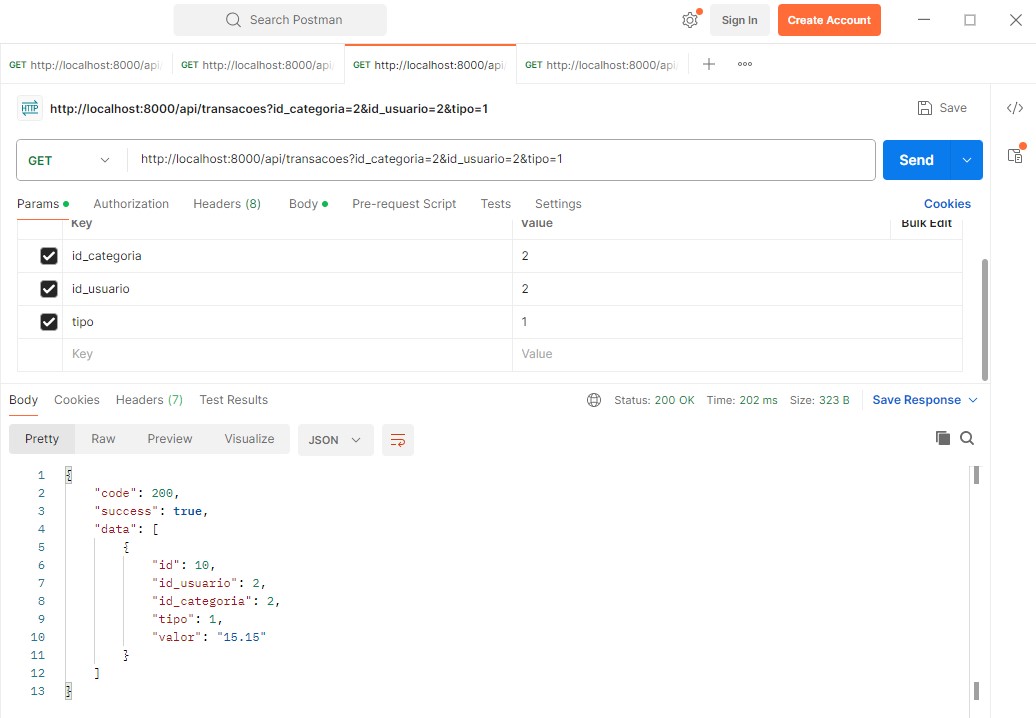 Search Postman
Sign In
Create Account
GET http://localhost:8000/api/
GET http://localhost:8000/api/
GET http://localhost:8000/api/
GET http://localhost:8000/api/
HTTP http://localhost:8000/api/transacoes?id_categoria=2&id_usuario=2&tipo=1
Save
GET http://localhost:8000/api/transacoes?id_categoria=2&id_usuario=2&tipo=1
Send
Params Authorization Headers (8) Body Pre-request Script Tests Settings Cookies
Key Value Bulk Edit
id_categoria 2
id_usuario 2
tipo 1
Key Value
Body Cookies Headers (7) Test Results Status: 200 OK Time: 202 ms Size: 323 B Save Response
Pretty Raw Preview Visualize JSON
1 {
2 "code": 200,
3 "success": true,
4 "data": [
5 {
6 "id": 10,
7 "id_usuario": 2,
8 "id_categoria": 2,
9 "tipo": 1,
10 "valor": "15.15"
11 }
12 ]
13 }